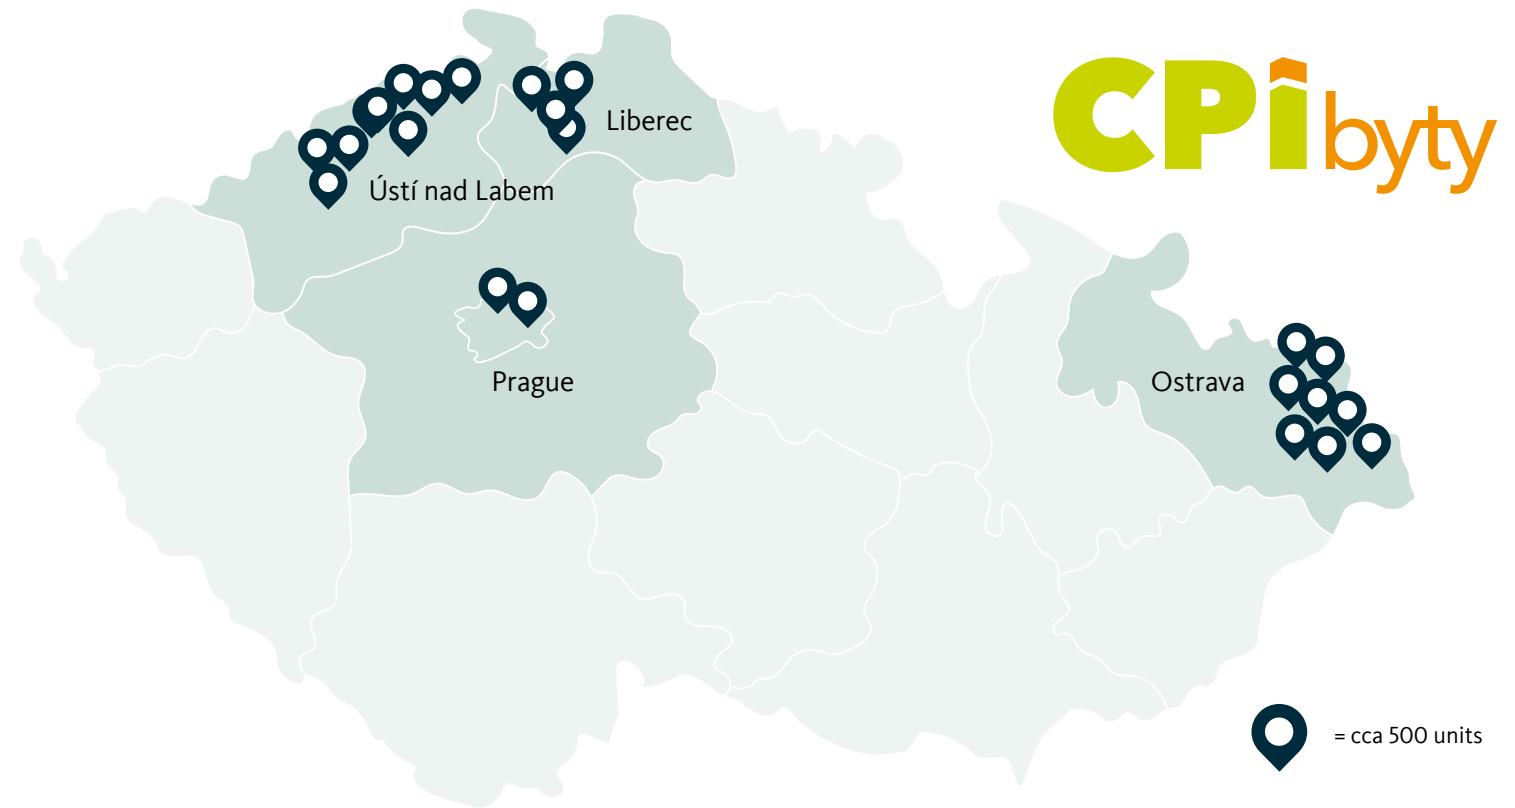 CPI byty
Liberec
Ústí nad Labem
Prague
Ostrava
= cca 500 units